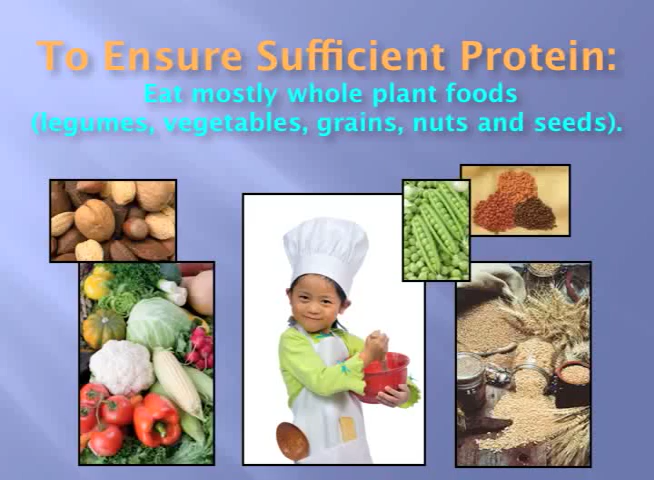 To Ensure Sufficient Protein:
Eat mostly whole plant foods
(legumes, vegetables, grains, nuts and seeds).